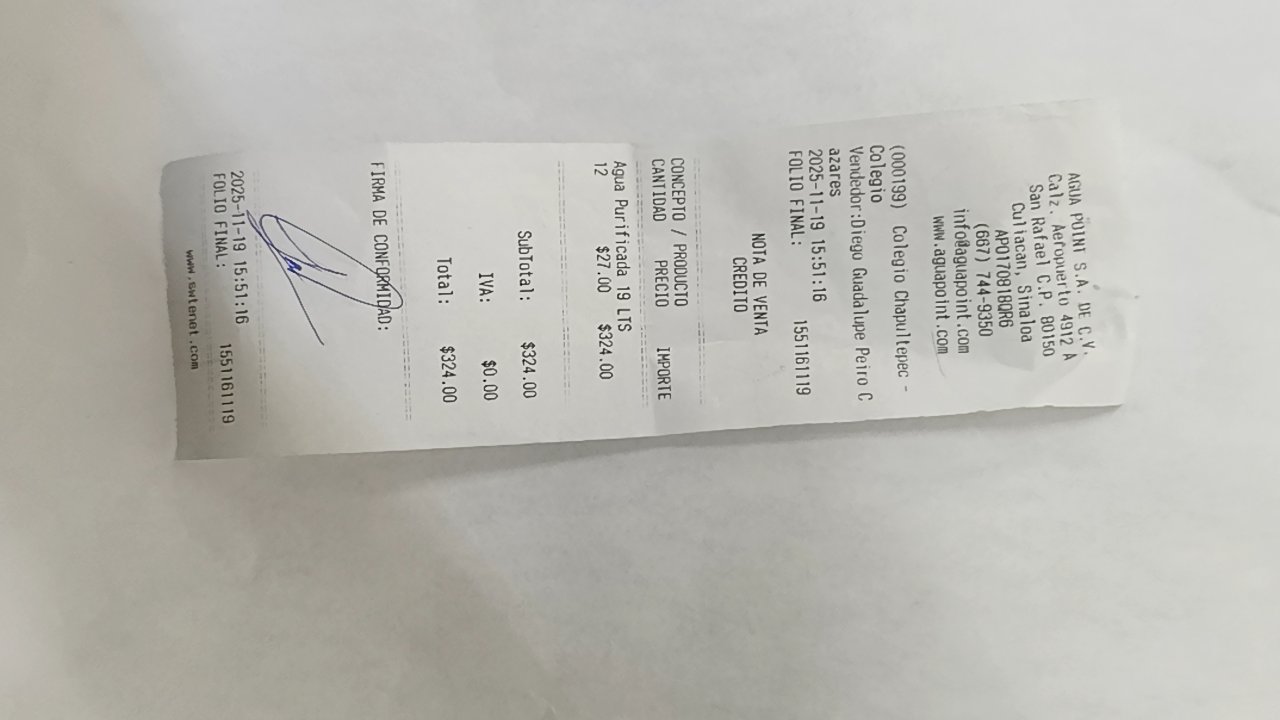 AGUA POINT S.A. DE C.V.
Calz. Aeropuerto 4912 A
San Rafael C.P. 80150
Culiacan, Sinaloa
APO170818DR6
(667) 744-9350
info@aguapoint.com
www.aguapoint.com
(000199) Colegio Chapultepec -
Colegio
Vendedor:Diego Guadalupe Peiro C
azares
2025-11-19 15:51:16
FOLIO FINAL: 1551161119
NOTA DE VENTA
CREDITO
CONCEPTO / PRODUCTO
CANTIDAD PRECIO IMPORTE
Agua Purificada 19 LTS
12 $27.00 $324.00
SubTotal: $324.00
IVA: $0.00
Total: $324.00
FIRMA DE CONFORMIDAD:
2025-11-19 15:51:16
FOLIO FINAL: 1551161119
www.swtenet.com